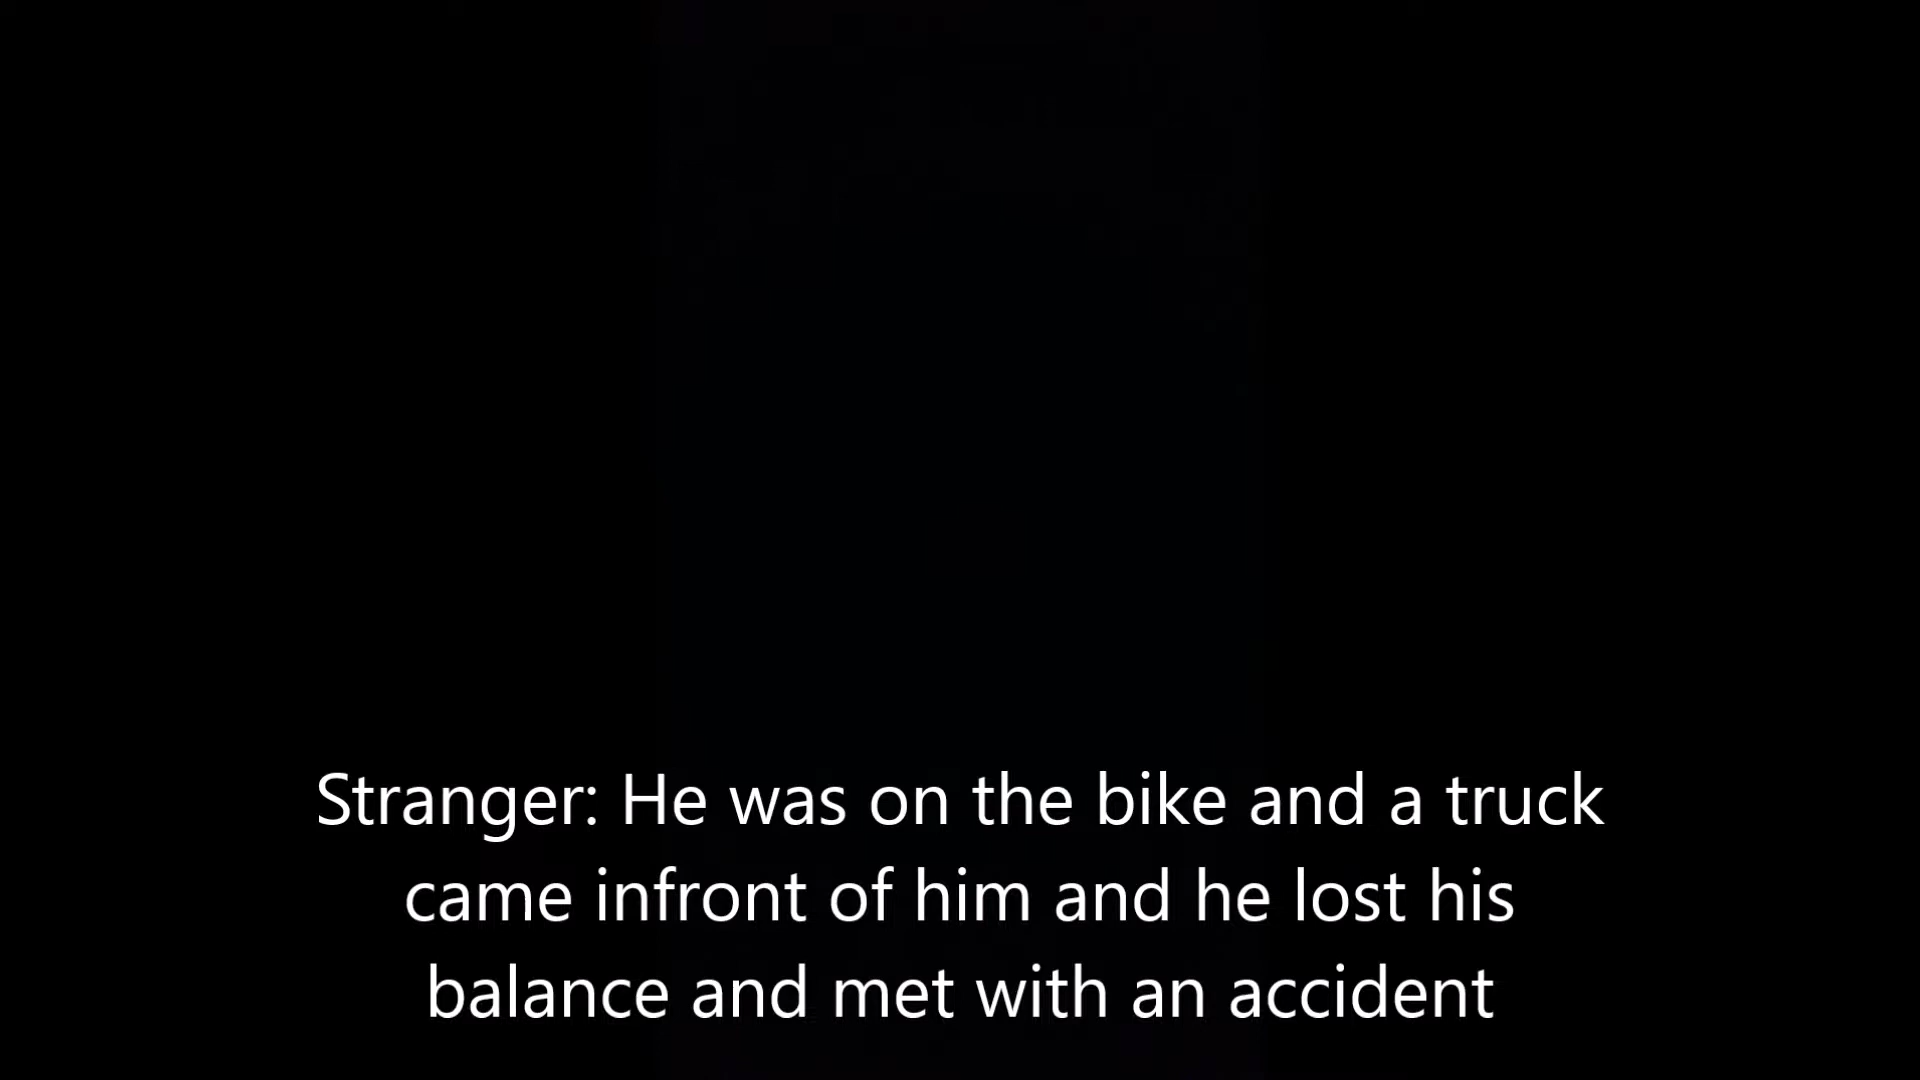 Stranger: He was on the bike and a truck
came infront of him and he lost his
balance and met with an accident